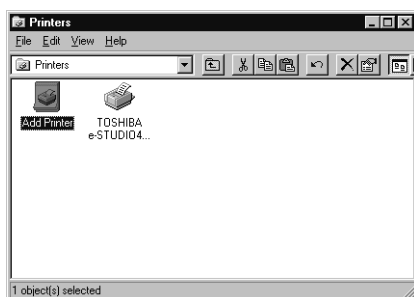 Printers
File Edit View Help
Printers
Add Printer
TOSHIBA
e-STUDIO4...
1 object(s) selected